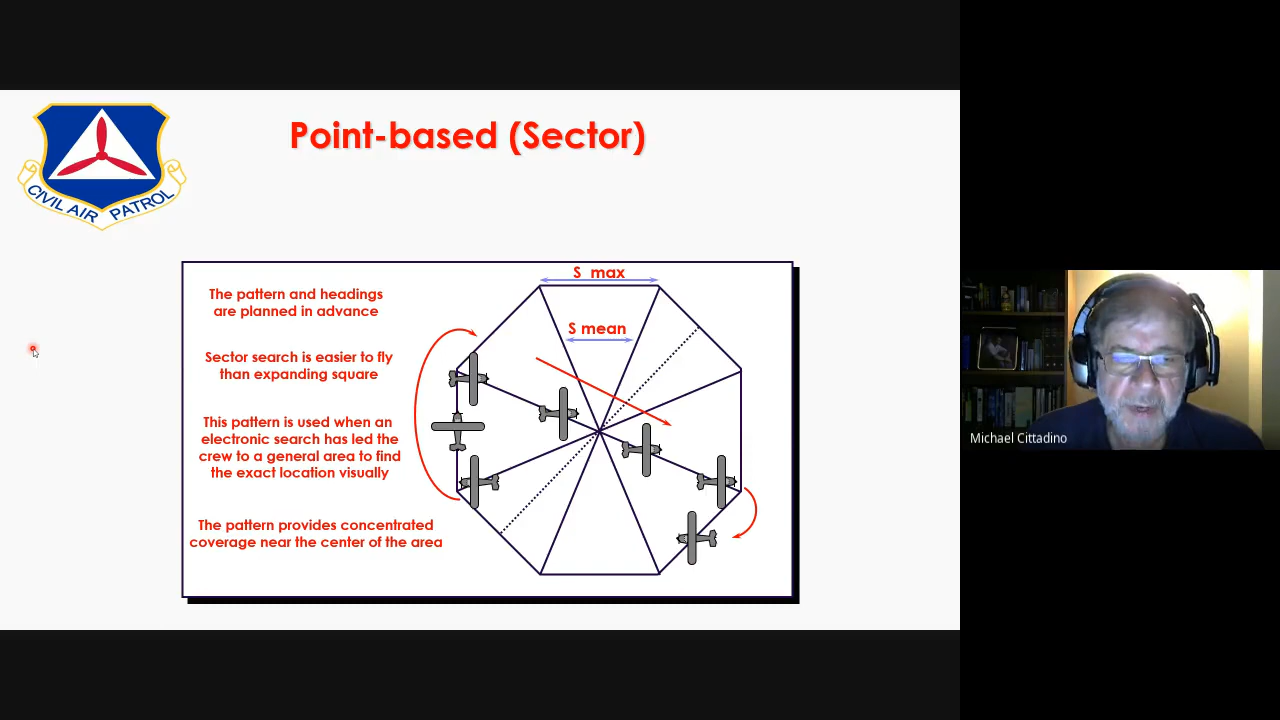 Point-based (Sector)
CIVIL AIR PATROL
S max
The pattern and headings
are planned in advance
S mean
Sector search is easier to fly
than expanding square
This pattern is used when an
electronic search has led the
crew to a general area to find
the exact location visually
The pattern provides concentrated
coverage near the center of the area
Michael Cittadino